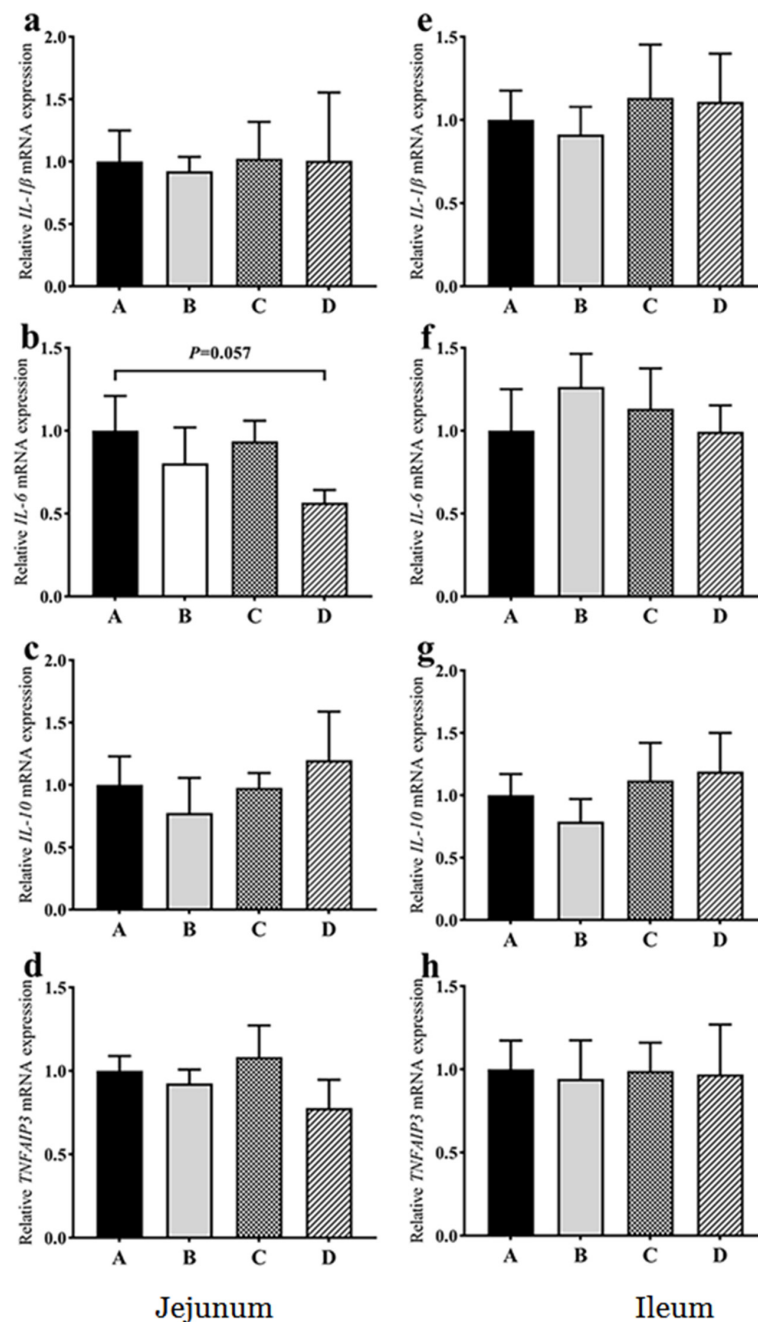 a
Relative IL-1β mRNA expression
2.0
1.5
1.0
0.5
0.0
A B C D
e
Relative IL-1β mRNA expression
1.5
1.0
0.5
0.0
A B C D
b
Relative IL-6 mRNA expression
1.5
1.0
0.5
0.0
P=0.057
A B C D
f
Relative IL-6 mRNA expression
1.5
1.0
0.5
0.0
A B C D
c
Relative IL-10 mRNA expression
2.0
1.5
1.0
0.5
0.0
A B C D
g
Relative IL-10 mRNA expression
2.0
1.5
1.0
0.5
0.0
A B C D
d
Relative TNFAIP3 mRNA expression
1.5
1.0
0.5
0.0
A B C D
h
Relative TNFAIP3 mRNA expression
1.5
1.0
0.5
0.0
A B C D
Jejunum
Ileum